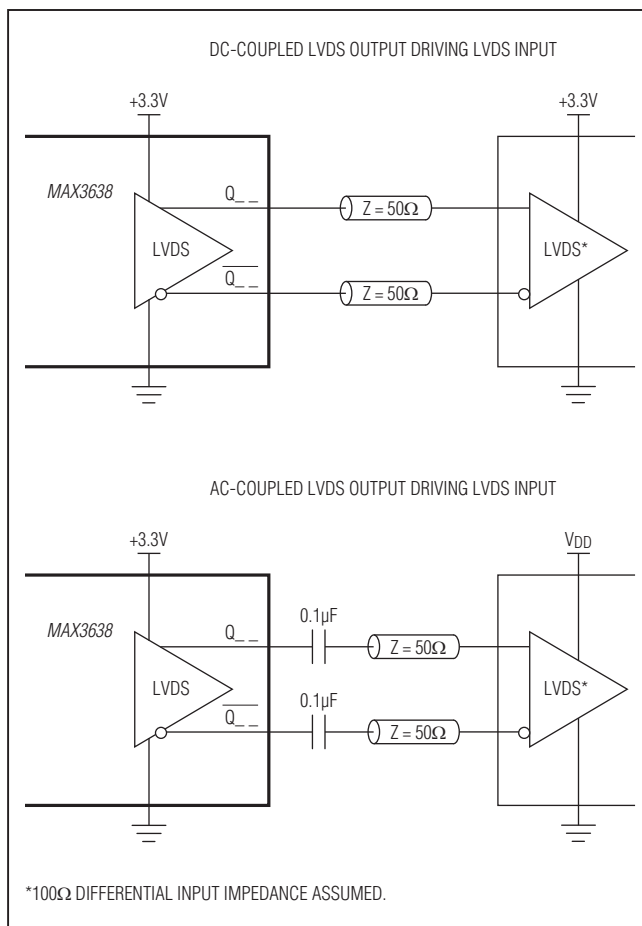 DC-COUPLED LVDS OUTPUT DRIVING LVDS INPUT
+3.3V +3.3V
MAX3638
Q_ _
Z = 50Ω
LVDS LVDS*
Q_ _
Z = 50Ω
AC-COUPLED LVDS OUTPUT DRIVING LVDS INPUT
+3.3V VDD
0.1µF
MAX3638
Q_ _
Z = 50Ω
LVDS LVDS*
0.1µF
Q_ _
Z = 50Ω
*100Ω DIFFERENTIAL INPUT IMPEDANCE ASSUMED.